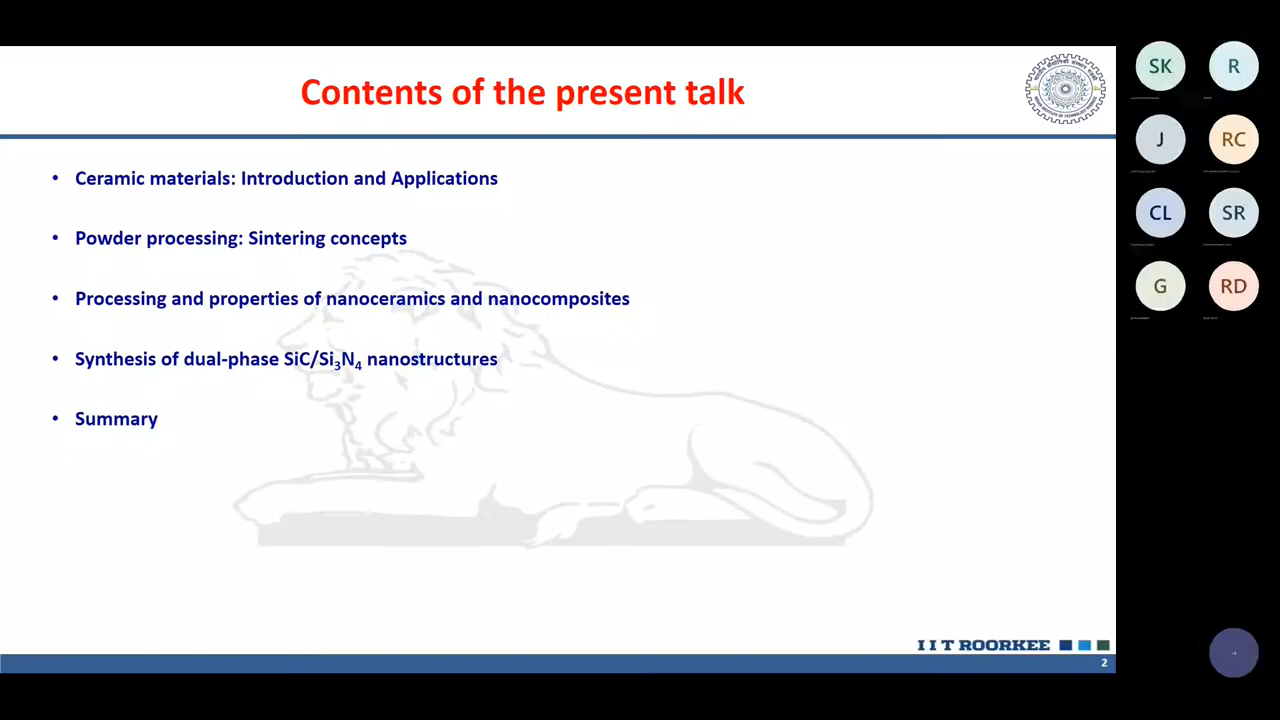 Contents of the present talk
• Ceramic materials: Introduction and Applications
• Powder processing: Sintering concepts
• Processing and properties of nanoceramics and nanocomposites
• Synthesis of dual-phase SiC/Si₃N₄ nanostructures
• Summary
IIT ROORKEE
2
SK
R
J
RC
CL
SR
G
RD